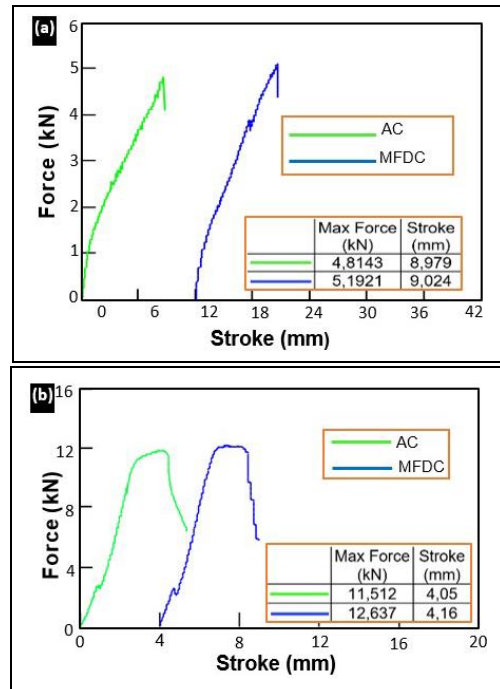 (a)
6
5
4
3
2
1
0
Force (kN)
AC
MFDC
Max Force (kN) Stroke (mm)
4,8143 8,979
5,1921 9,024
0 6 12 18 24 30 36 42
Stroke (mm)
(b)
16
12
8
4
0
Force (kN)
AC
MFDC
Max Force (kN) Stroke (mm)
11,512 4,05
12,637 4,16
0 4 8 12 16 20
Stroke (mm)